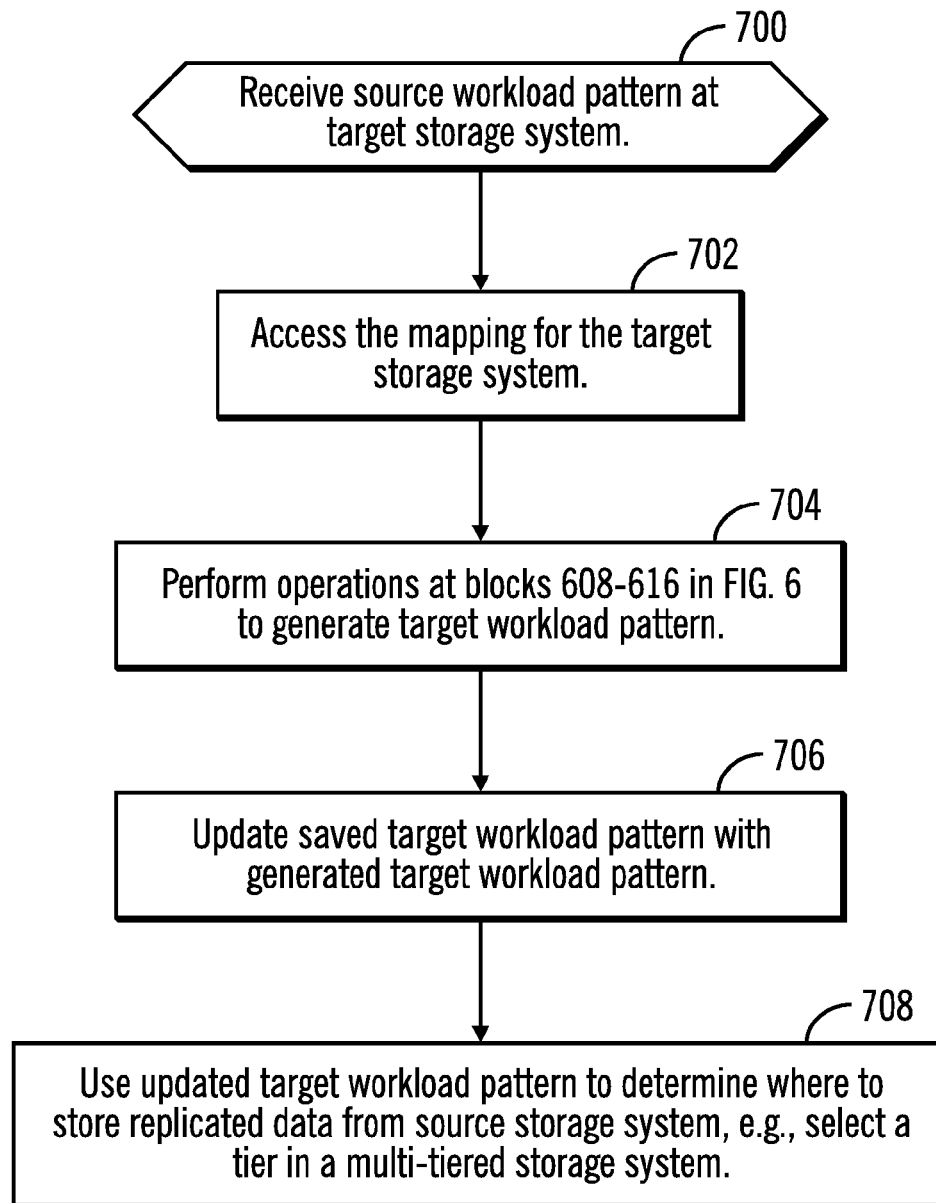 700
Receive source workload pattern at
target storage system.
702
Access the mapping for the target
storage system.
704
Perform operations at blocks 608-616 in FIG. 6
to generate target workload pattern.
706
Update saved target workload pattern with
generated target workload pattern.
708
Use updated target workload pattern to determine where to
store replicated data from source storage system, e.g., select a
tier in a multi-tiered storage system.